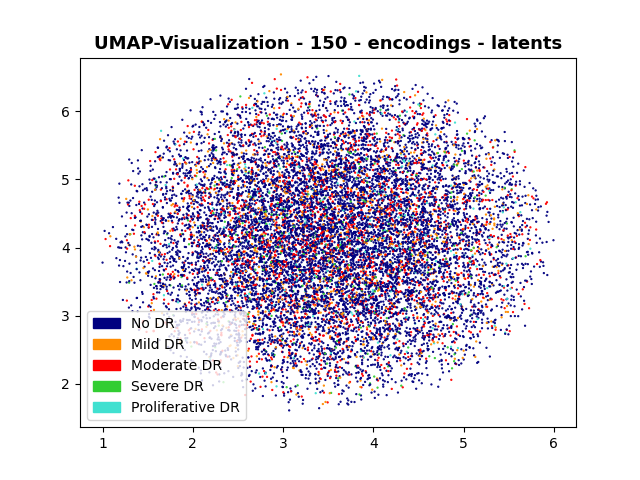 UMAP-Visualization - 150 - encodings - latents
6
5
4
3
2
No DR
Mild DR
Moderate DR
Severe DR
Proliferative DR
1 2 3 4 5 6